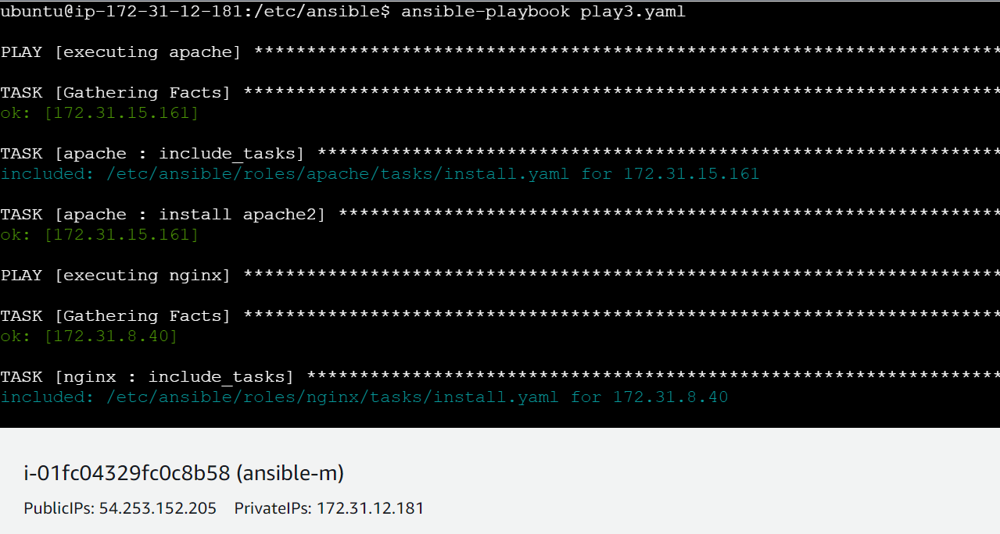 ubuntu@ip-172-31-12-181:/etc/ansible$ ansible-playbook play3.yaml
PLAY [executing apache] ***********************************************************************
TASK [Gathering Facts] ************************************************************************
ok: [172.31.15.161]
TASK [apache : include_tasks] *****************************************************************
included: /etc/ansible/roles/apache/tasks/install.yaml for 172.31.15.161
TASK [apache : install apache2] ***************************************************************
ok: [172.31.15.161]
PLAY [executing nginx] ************************************************************************
TASK [Gathering Facts] ************************************************************************
ok: [172.31.8.40]
TASK [nginx : include_tasks] ******************************************************************
included: /etc/ansible/roles/nginx/tasks/install.yaml for 172.31.8.40
i-01fc04329fc0c8b58 (ansible-m)
PublicIPs: 54.253.152.205 PrivateIPs: 172.31.12.181